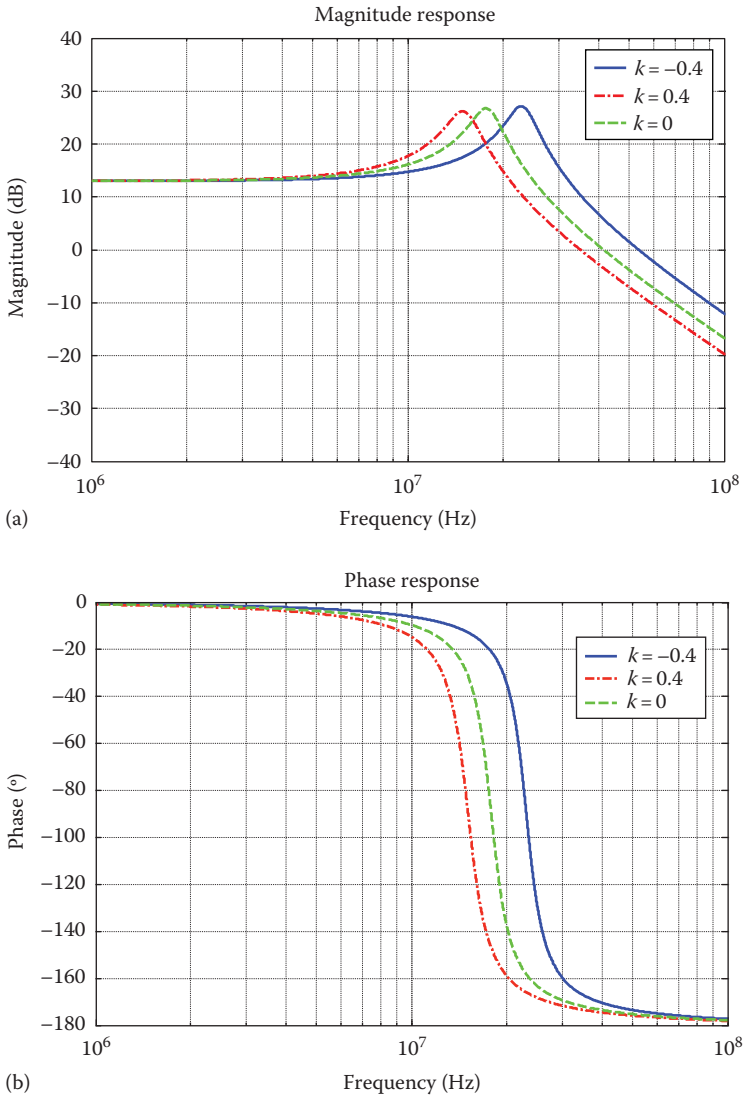 Magnitude response
40
30
20
10
0
−10
−20
−30
−40
Magnitude (dB)
k = −0.4
k = 0.4
k = 0
10⁶
10⁷
10⁸
Frequency (Hz)
(a)
Phase response
0
−20
−40
−60
−80
−100
−120
−140
−160
−180
Phase (°)
k = −0.4
k = 0.4
k = 0
10⁶
10⁷
10⁸
Frequency (Hz)
(b)